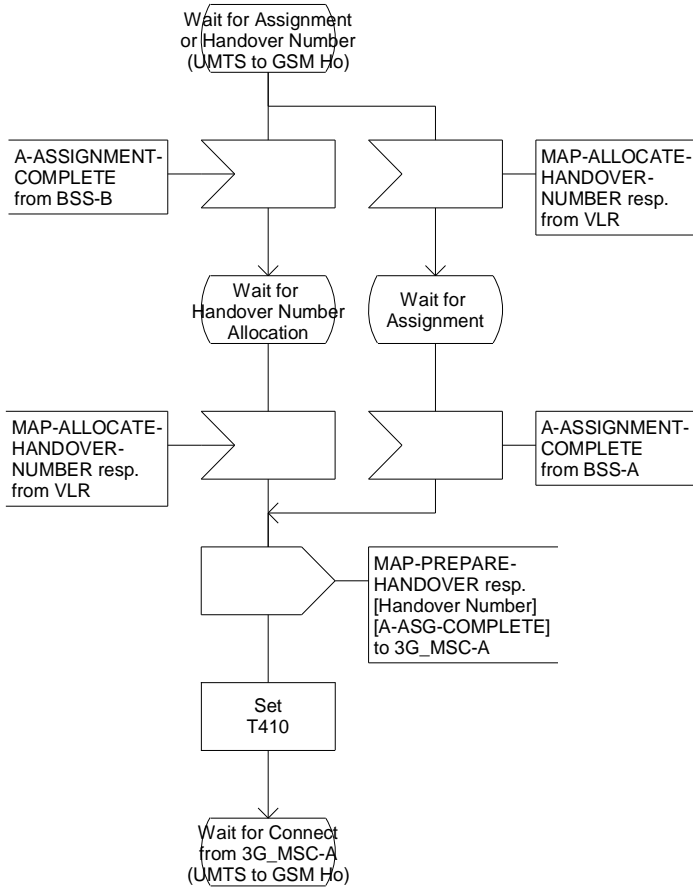 Wait for Assignment
or Handover Number
(UMTS to GSM Ho)
A-ASSIGNMENT-
COMPLETE
from BSS-B
MAP-ALLOCATE-
HANDOVER-
NUMBER resp.
from VLR
Wait for
Handover Number
Allocation
Wait for
Assignment
MAP-ALLOCATE-
HANDOVER-
NUMBER resp.
from VLR
A-ASSIGNMENT-
COMPLETE
from BSS-A
MAP-PREPARE-
HANDOVER resp.
[Handover Number]
[A-ASG-COMPLETE]
to 3G_MSC-A
Set
T410
Wait for Connect
from 3G_MSC-A
(UMTS to GSM Ho)